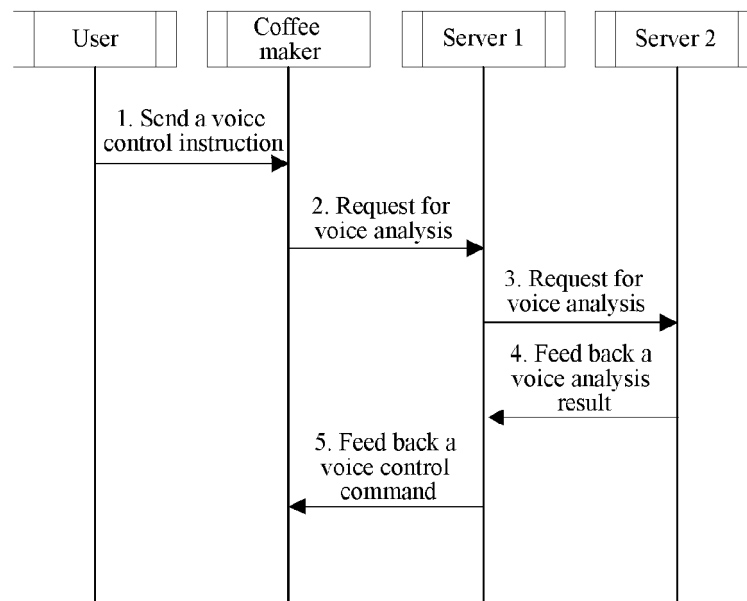 User
Coffee
maker
Server 1
Server 2
1. Send a voice
control instruction
2. Request for
voice analysis
3. Request for
voice analysis
4. Feed back a
voice analysis
result
5. Feed back a
voice control
command